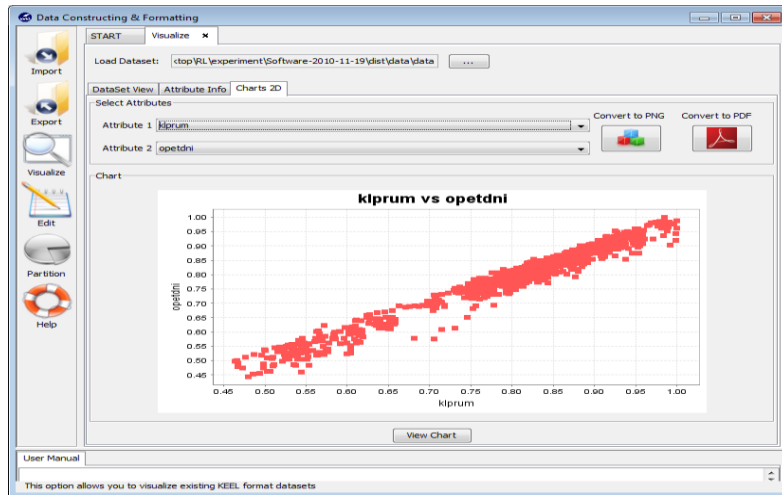 Data Constructing & Formatting
START
Visualize
Load Dataset:
ktop\RL\experiment\Software-2010-11-19\dist\data\data
...
Import
Export
Visualize
Edit
Partition
Help
DataSet View
Attribute Info
Charts 2D
Select Attributes
Attribute 1
klprum
Attribute 2
opetdni
Convert to PNG
Convert to PDF
Chart
klprum vs opetdni
opetdni
1.00
0.95
0.90
0.85
0.80
0.75
0.70
0.65
0.60
0.55
0.50
0.45
0.45 0.50 0.55 0.60 0.65 0.70 0.75 0.80 0.85 0.90 0.95 1.00
klprum
View Chart
User Manual
This option allows you to visualize existing KEEL format datasets